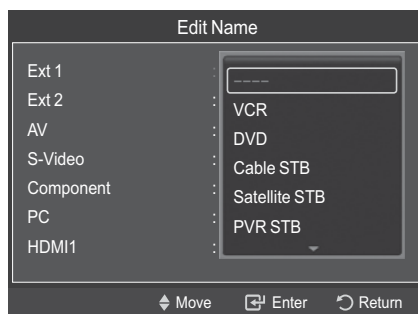 Edit Name
Ext 1 :
Ext 2 :
AV :
S-Video :
Component :
PC :
HDMI1 :
----
VCR
DVD
Cable STB
Satellite STB
PVR STB
Move Enter Return